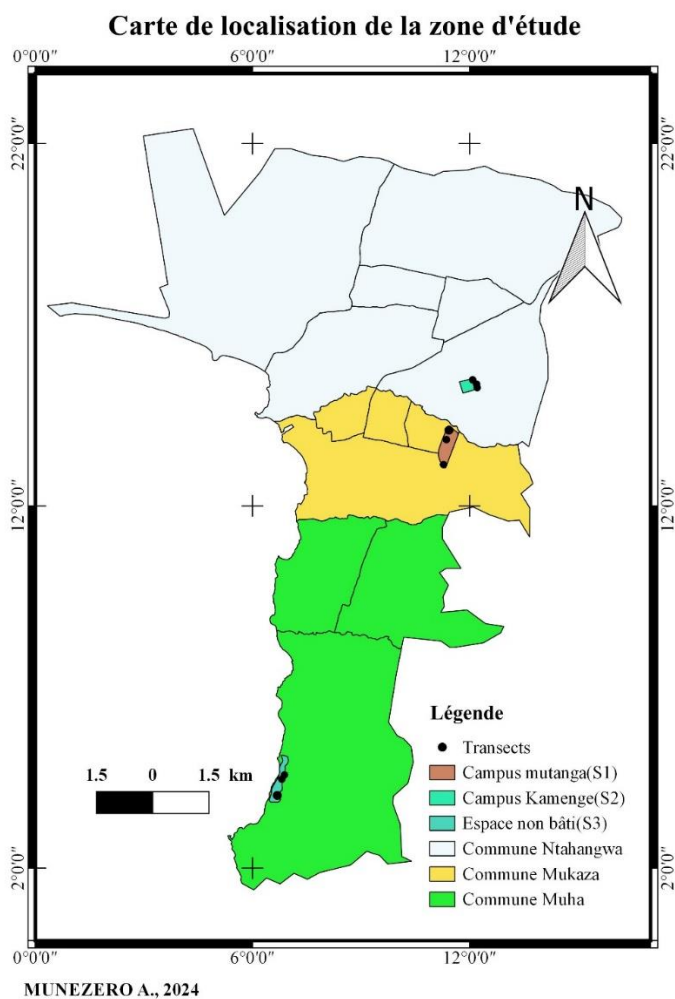 Carte de localisation de la zone d'étude
0°0'0" 6°0'0" 12°0'0"
22°0'0" 22°0'0"
N
12°0'0" 12°0'0"
Légende
Transects
1.5 0 1.5 km
Campus mutanga(S1)
Campus Kamenge(S2)
Espace non bâti(S3)
Commune Ntahangwa
Commune Mukaza
2°0'0" 2°0'0"
Commune Muha
0°0'0" 6°0'0" 12°0'0"
MUNEZERO A., 2024